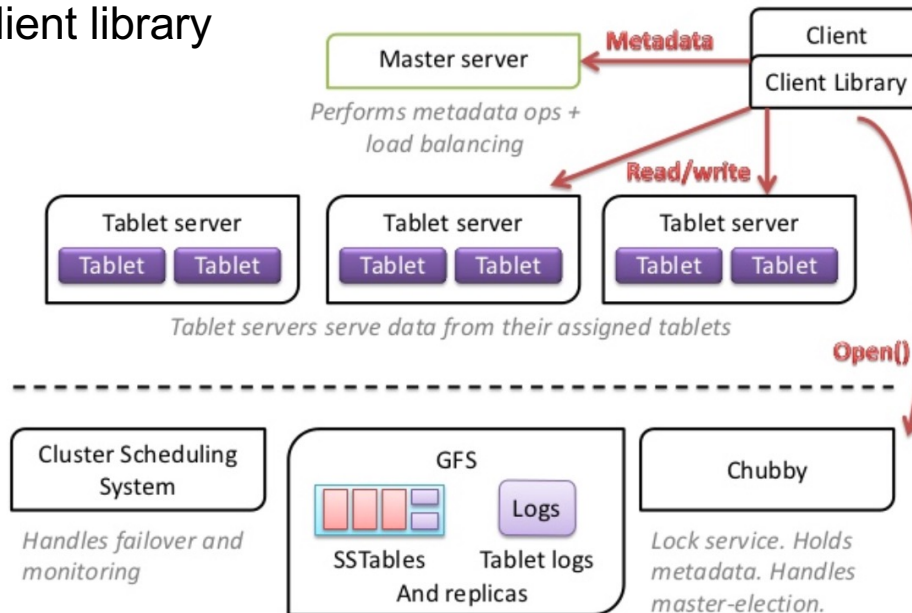 lient library
Client
Metadata
Master server
Client Library
Performs metadata ops +
load balancing
Read/write
Tablet server
Tablet Tablet
Tablet server
Tablet Tablet
Tablet server
Tablet Tablet
Tablet servers serve data from their assigned tablets
Open()
Cluster Scheduling
System
Handles failover and
monitoring
GFS
Logs
SSTables Tablet logs
And replicas
Chubby
Lock service. Holds
metadata. Handles
master-election.